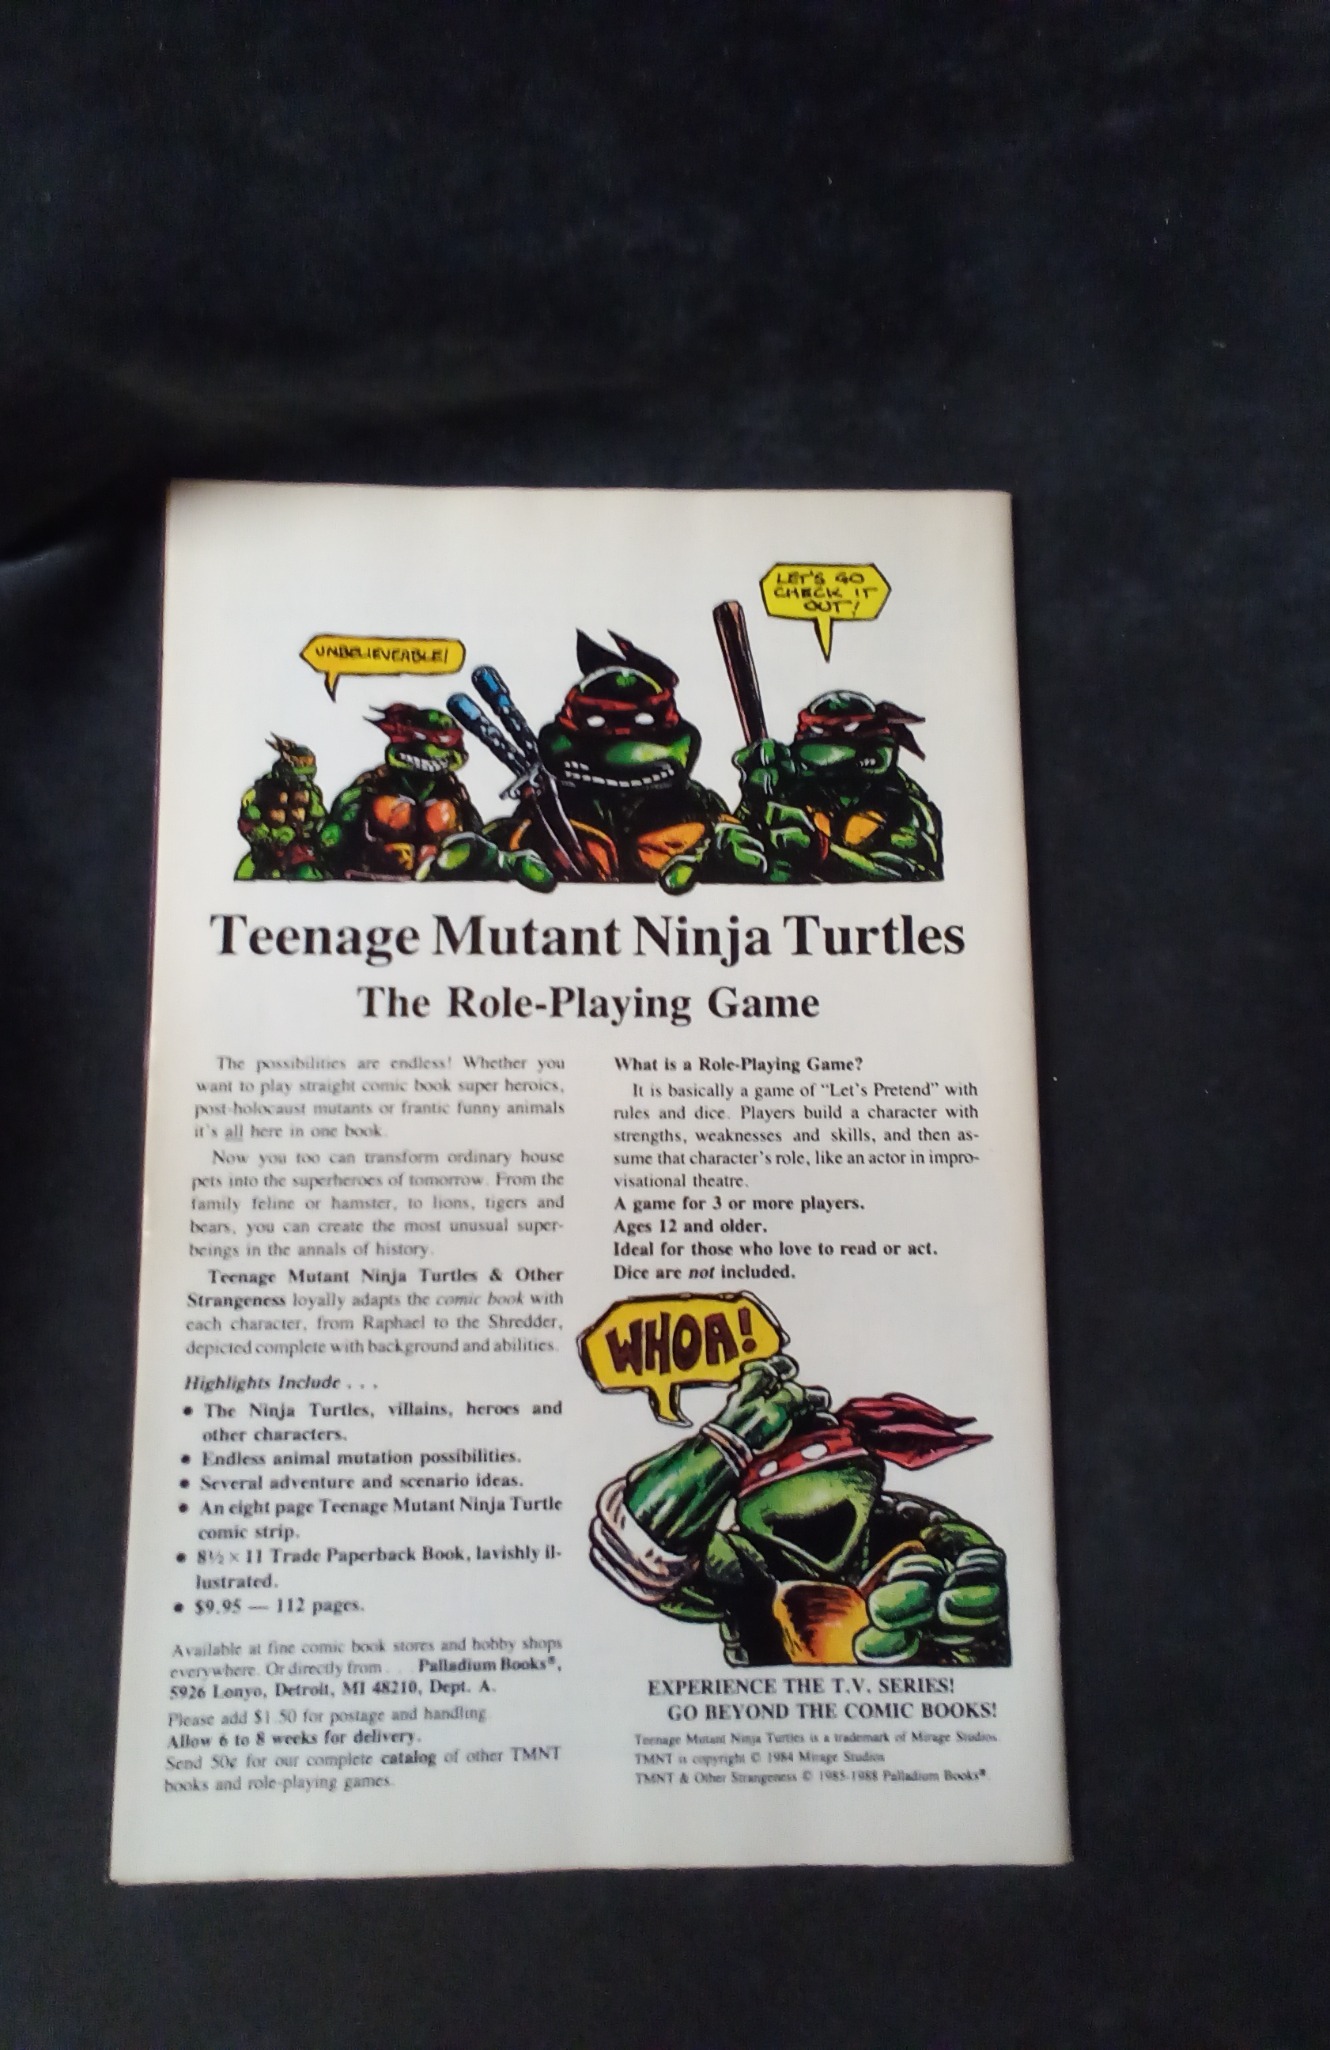 UNBELIEVEABLE!
LET'S GO
CHECK IT
OUT!
Teenage Mutant Ninja Turtles
The Role-Playing Game
The possibilities are endless! Whether you
want to play straight comic book super heroics,
post-holocaust mutants or frantic funny animals
it's all here in one book.
Now you too can transform ordinary house
pets into the superheroes of tomorrow. From the
family feline or hamster, to lions, tigers and
bears, you can create the most unusual super-
beings in the annals of history.
Teenage Mutant Ninja Turtles & Other
Strangeness loyally adapts the comic book with
each character, from Raphael to the Shredder,
depicted complete with background and abilities.
Highlights Include . . .
• The Ninja Turtles, villains, heroes and
other characters.
• Endless animal mutation possibilities.
• Several adventure and scenario ideas.
• An eight page Teenage Mutant Ninja Turtle
comic strip.
• 8½ × 11 Trade Paperback Book, lavishly il-
lustrated.
• $9.95 — 112 pages.
Available at fine comic book stores and hobby shops
everywhere. Or directly from . . . Palladium Books®,
5926 Lonyo, Detroit, MI 48210, Dept. A.
Please add $1.50 for postage and handling.
Allow 6 to 8 weeks for delivery.
Send 50¢ for our complete catalog of other TMNT
books and role-playing games.
What is a Role-Playing Game?
It is basically a game of “Let's Pretend” with
rules and dice. Players build a character with
strengths, weaknesses and skills, and then as-
sume that character's role, like an actor in impro-
visational theatre.
A game for 3 or more players.
Ages 12 and older.
Ideal for those who love to read or act.
Dice are not included.
WHOA!
EXPERIENCE THE T.V. SERIES!
GO BEYOND THE COMIC BOOKS!
Teenage Mutant Ninja Turtles is a trademark of Mirage Studios.
TMNT is copyright © 1984 Mirage Studios
TMNT & Other Strangeness © 1985-1988 Palladium Books®.